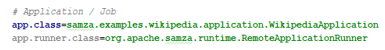 # Application / Job
app.class=samza.examples.wikipedia.application.WikipediaApplication
app.runner.class=org.apache.samza.runtime.RemoteApplicationRunner